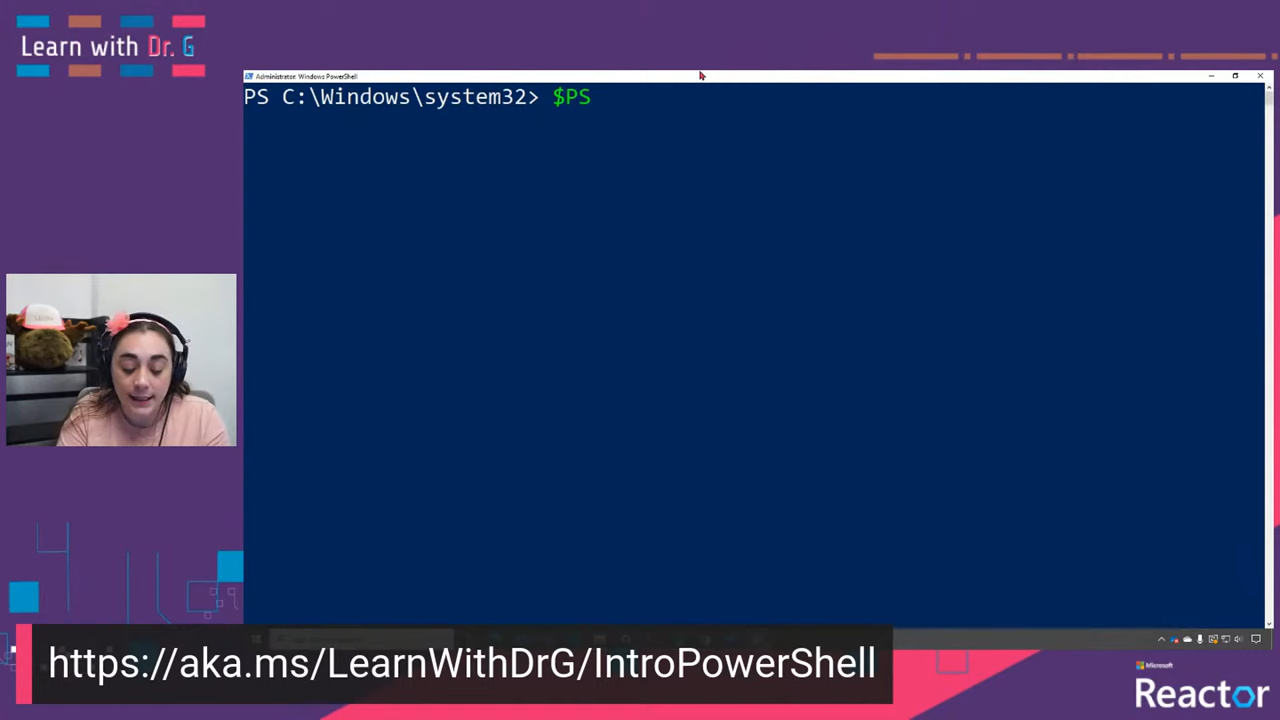 Learn with Dr. G
Administrator: Windows PowerShell
PS C:\Windows\system32> $PS
https://aka.ms/LearnWithDrG/IntroPowerShell
Microsoft
Reactor